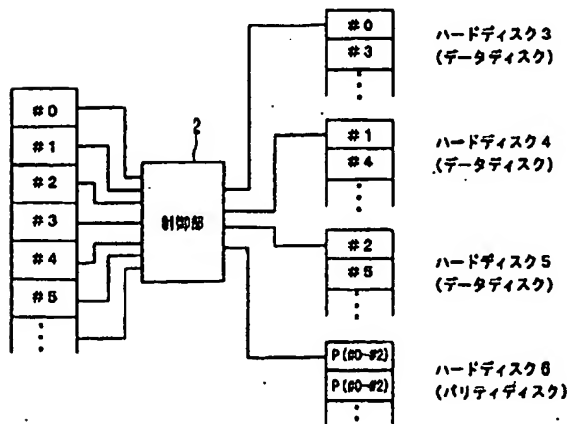 #0
#1
#2
#3
#4
#5
2
制御部
#0
#3
ハードディスク3
(データディスク)
#1
#4
ハードディスク4
(データディスク)
#2
#5
ハードディスク5
(データディスク)
P(#0-#2)
P(#0-#2)
ハードディスク6
(パリティディスク)